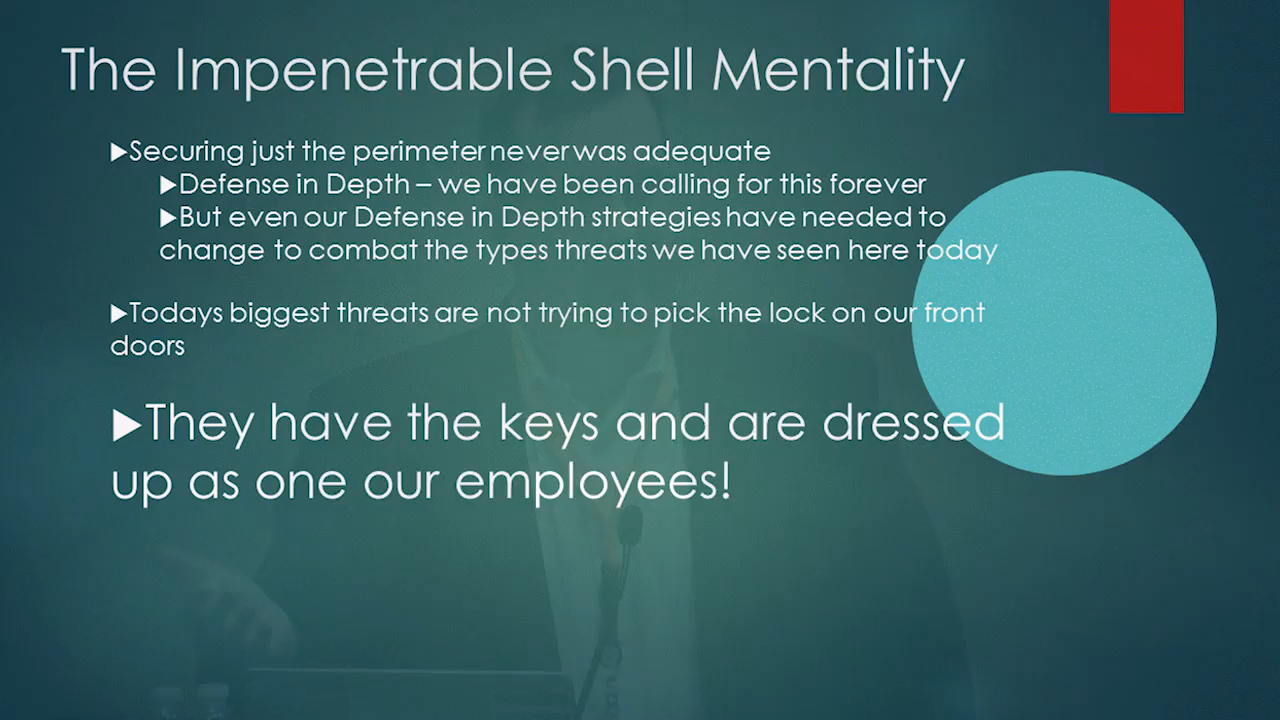 The Impenetrable Shell Mentality
▶Securing just the perimeter never was adequate
▶Defense in Depth – we have been calling for this forever
▶But even our Defense in Depth strategies have needed to
change to combat the types threats we have seen here today
▶Todays biggest threats are not trying to pick the lock on our front
doors
▶They have the keys and are dressed
up as one our employees!